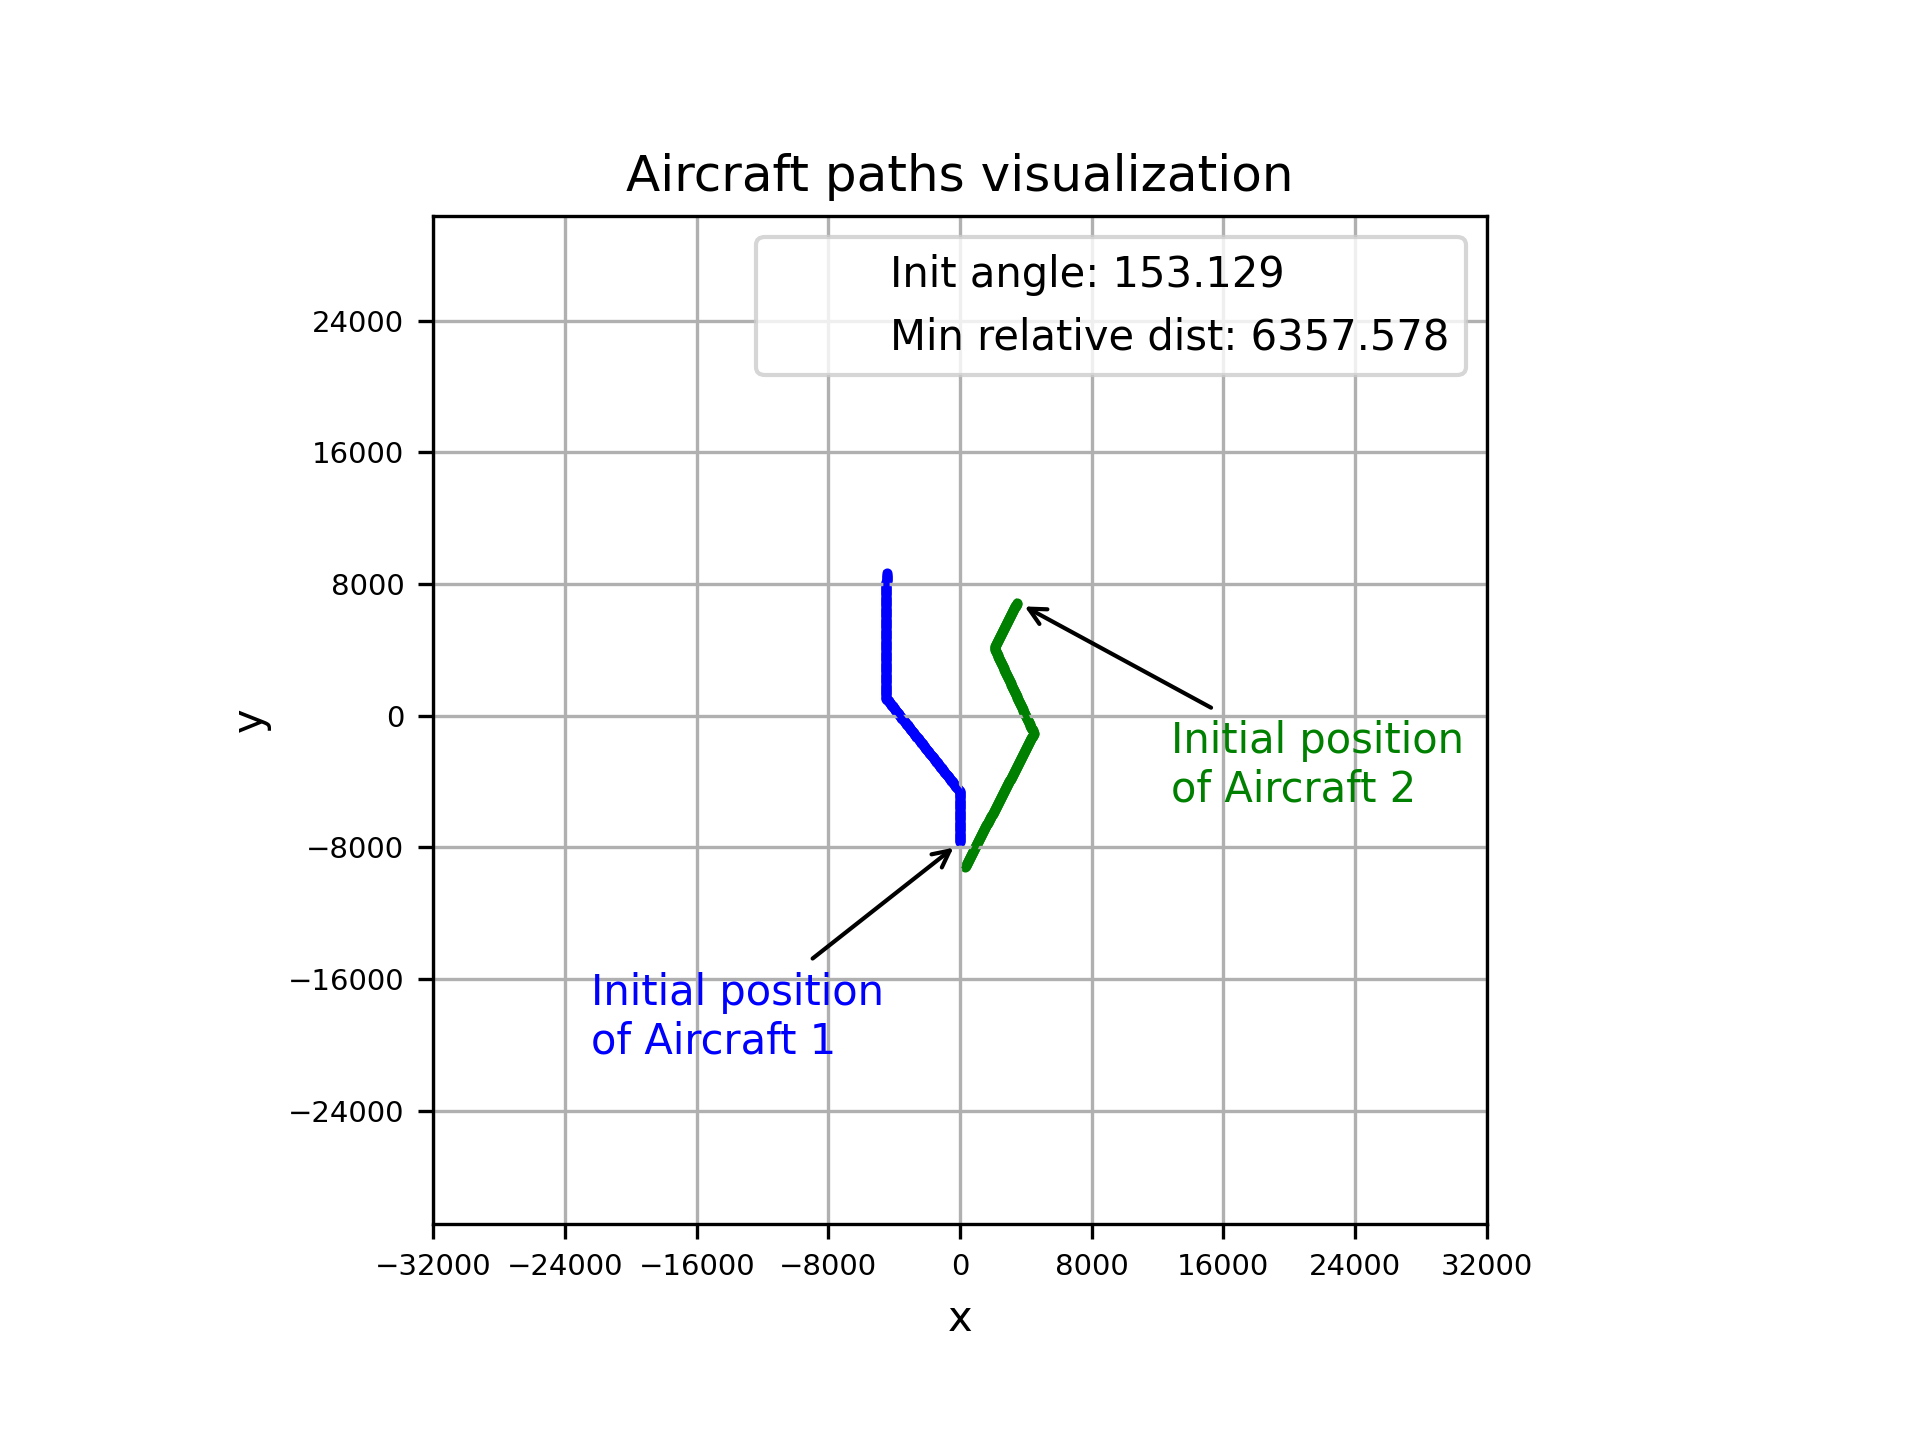 Aircraft paths visualization
Init angle: 153.129
Min relative dist: 6357.578
24000
16000
8000
0
−8000
−16000
−24000
y
Initial position
of Aircraft 2
Initial position
of Aircraft 1
−32000 −24000 −16000 −8000 0 8000 16000 24000 32000
x